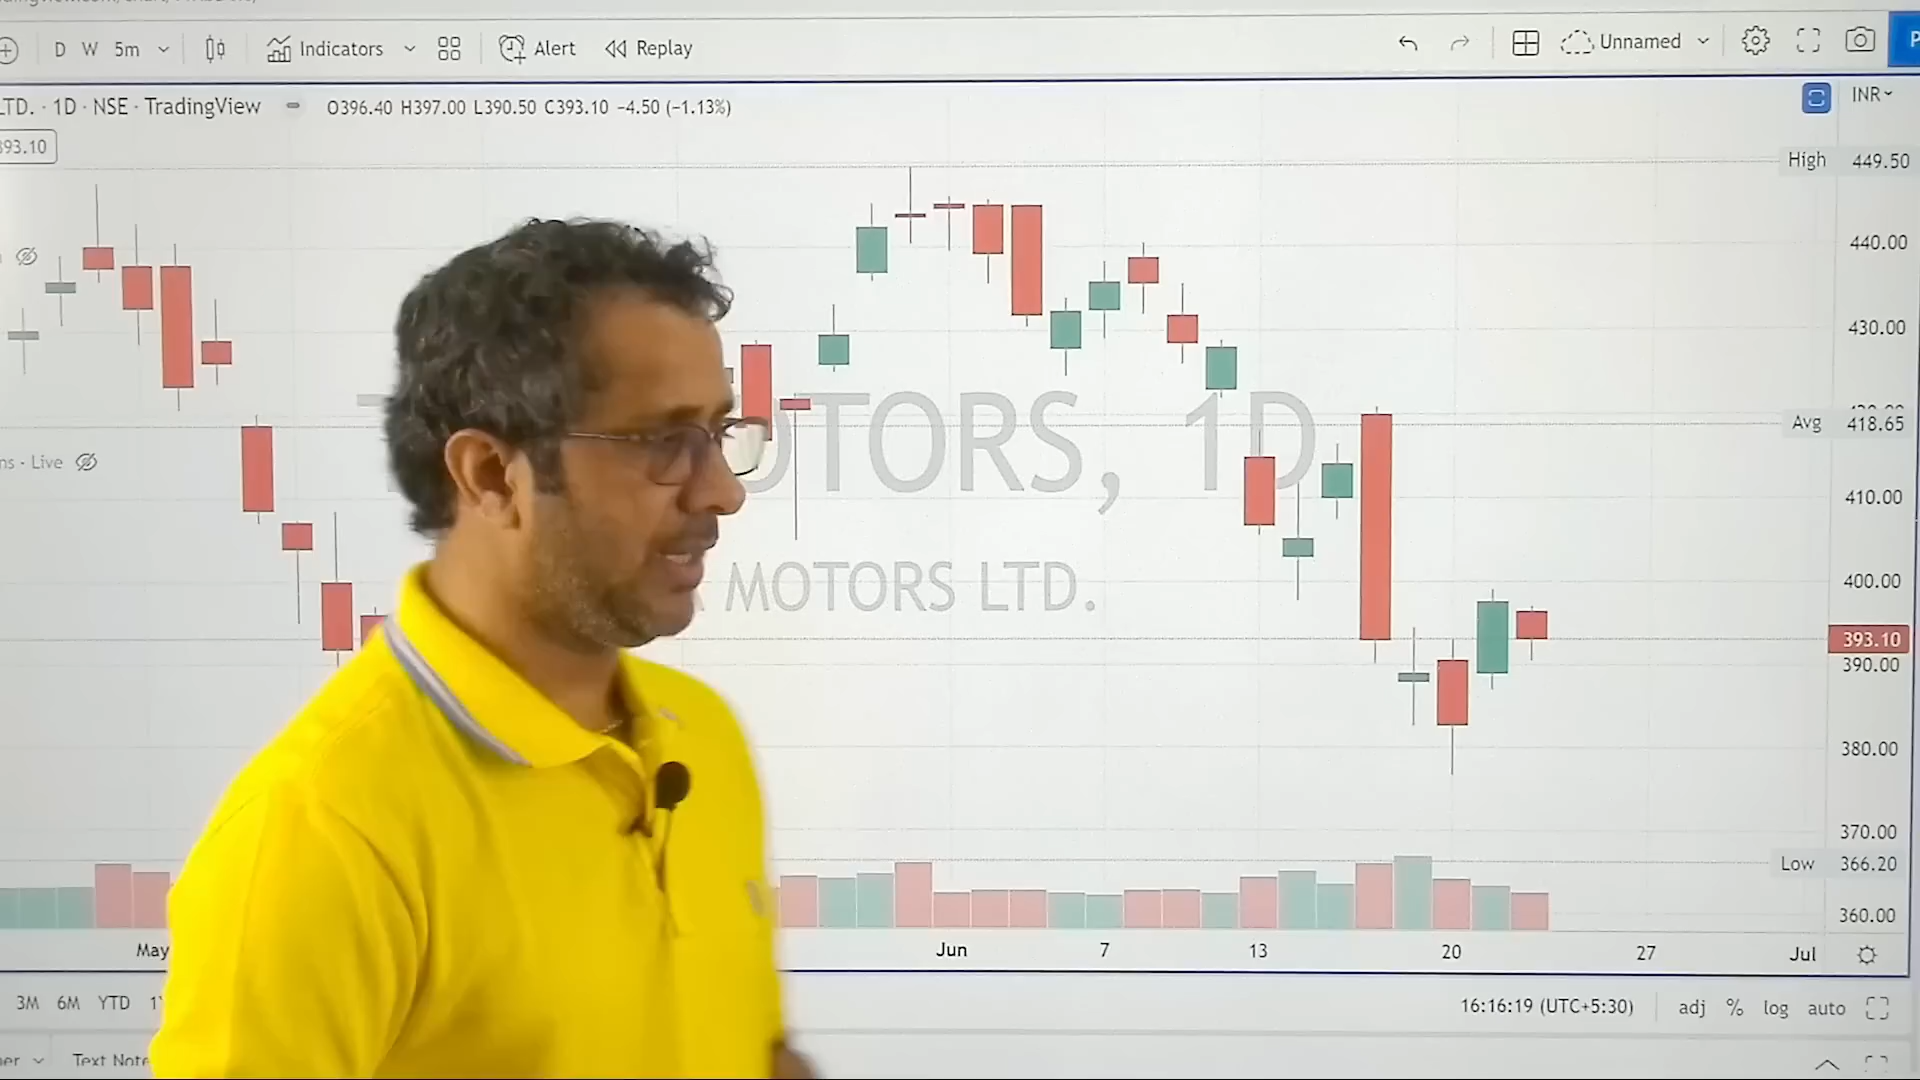 D W 5m Indicators Alert Replay Unnamed
LTD. · 1D · NSE · TradingView O396.40 H397.00 L390.50 C393.10 −4.50 (−1.13%) INR
393.10
High 449.50
440.00
430.00
Avg 418.65
MOTORS, 1D
410.00
Live
MOTORS LTD.
400.00
393.10
390.00
380.00
370.00
Low 366.20
360.00
May Jun 7 13 20 27 Jul
3M 6M YTD 16:16:19 (UTC+5:30) adj % log auto
Text Note